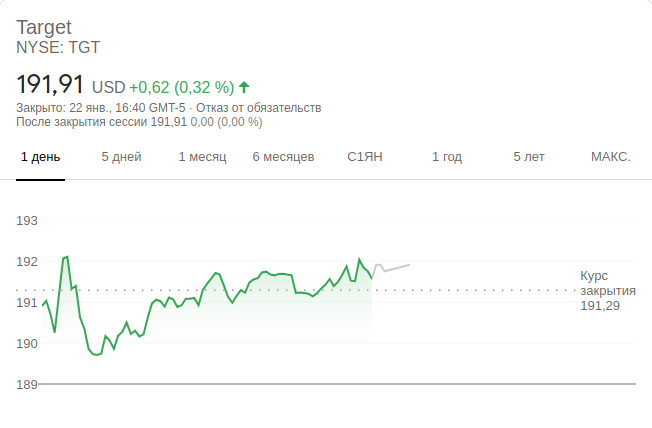 Target
NYSE: TGT
191,91 USD +0,62 (0,32 %)
Закрыто: 22 янв., 16:40 GMT-5 · Отказ от обязательств
После закрытия сессии 191,91 0,00 (0,00 %)
1 день 5 дней 1 месяц 6 месяцев С1ЯН 1 год 5 лет МАКС.
193
192
Курс
закрытия
191
191,29
190
189